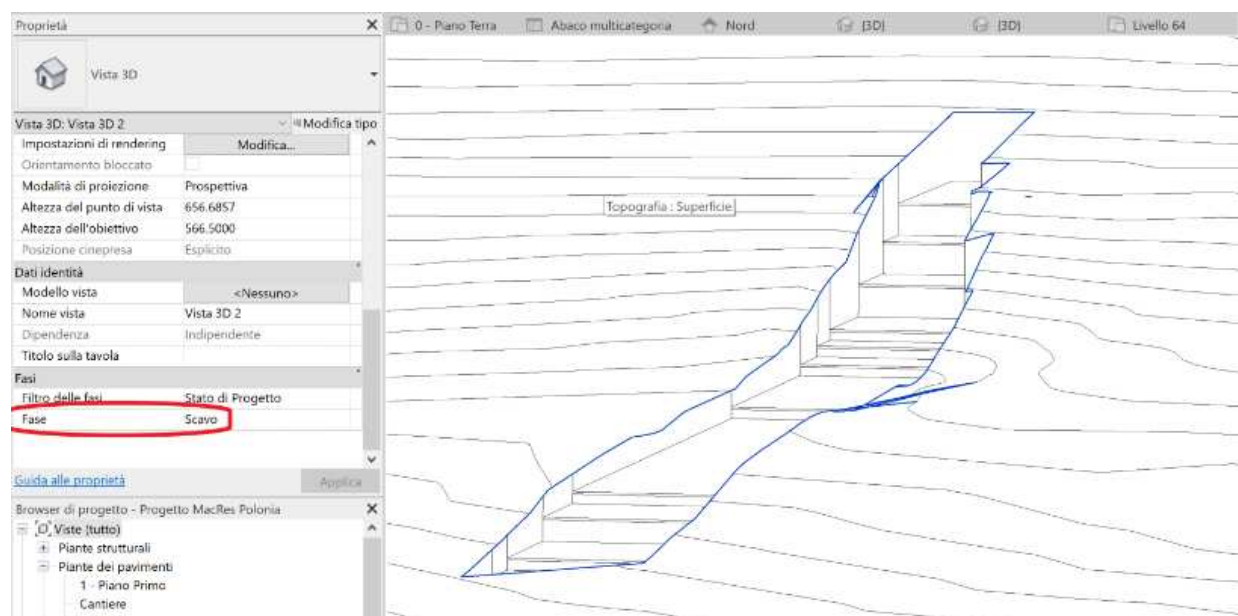 Proprietà
0 - Piano Terra
Abaco multicategoria
Nord
{3D}
{3D}
Livello 64
Vista 3D
Vista 3D: Vista 3D 2
Modifica tipo
Impostazioni di rendering Modifica...
Orientamento bloccato
Modalità di proiezione Prospettiva
Altezza del punto di vista 656.6857
Altezza dell'obiettivo 566.5000
Posizione cinepresa Esplicito
Dati identità
Modello vista <Nessuno>
Nome vista Vista 3D 2
Dipendenza Indipendente
Titolo sulla tavola
Fasi
Filtro delle fasi Stato di Progetto
Fase Scavo
Guida alle proprietà Applica
Browser di progetto - Progetto MacRes Polonia
Viste (tutto)
Piante strutturali
Piante dei pavimenti
1 - Piano Primo
Cantiere
Topografia : Superficie